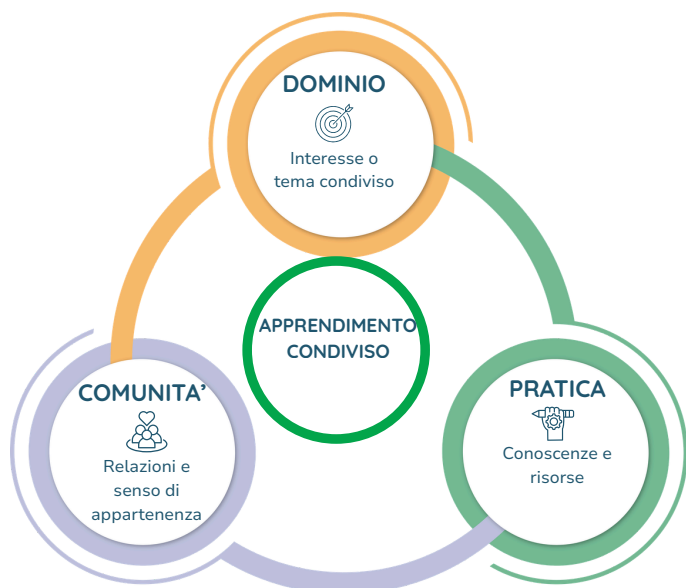 DOMINIO
Interesse o
tema condiviso
APPRENDIMENTO
CONDIVISO
COMUNITA’
Relazioni e
senso di
appartenenza
PRATICA
Conoscenze e
risorse